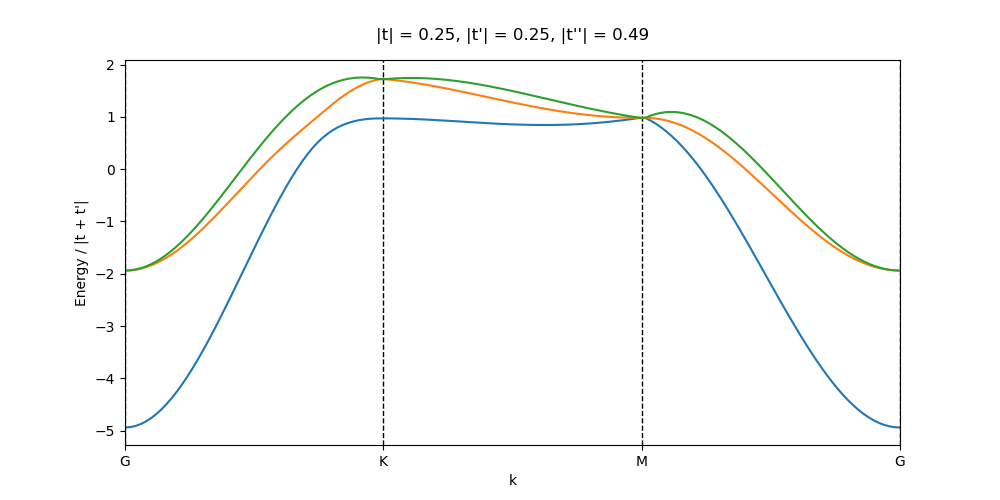 |t| = 0.25, |t'| = 0.25, |t''| = 0.49
2
1
0
−1
−2
−3
−4
−5
Energy / |t + t'|
G
K
M
G
k